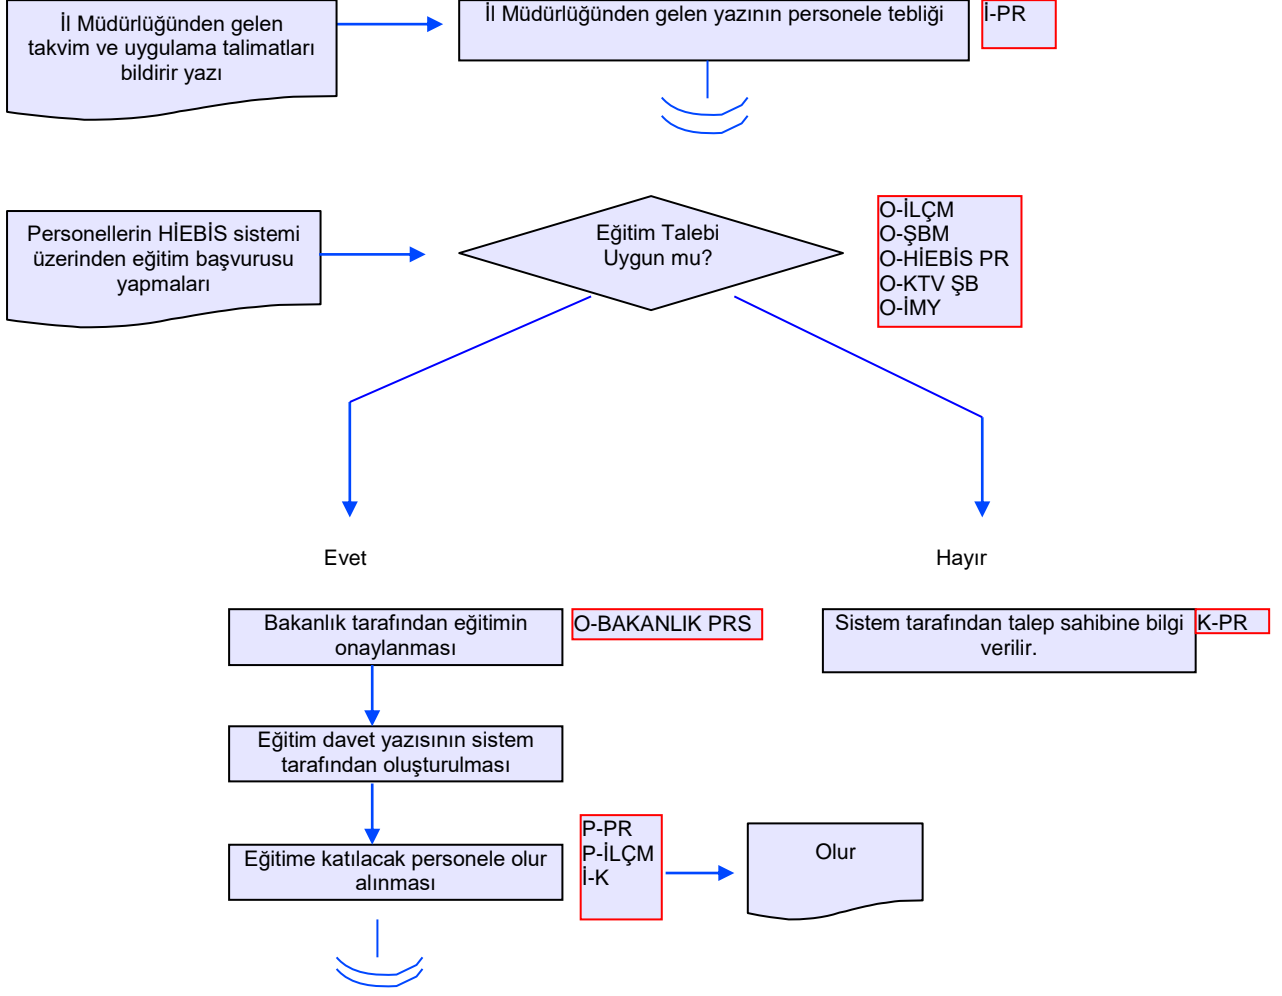 İl Müdürlüğünden gelen
takvim ve uygulama talimatları
bildirir yazı
İl Müdürlüğünden gelen yazının personele tebliği
İ-PR
Personellerin HİEBİS sistemi
üzerinden eğitim başvurusu
yapmaları
Eğitim Talebi
Uygun mu?
O-İLÇM
O-ŞBM
O-HİEBİS PR
O-KTV ŞB
O-İMY
Evet
Hayır
Bakanlık tarafından eğitimin
onaylanması
O-BAKANLIK PRS
Sistem tarafından talep sahibine bilgi
verilir.
K-PR
Eğitim davet yazısının sistem
tarafından oluşturulması
Eğitime katılacak personele olur
alınması
P-PR
P-İLÇM
İ-K
Olur